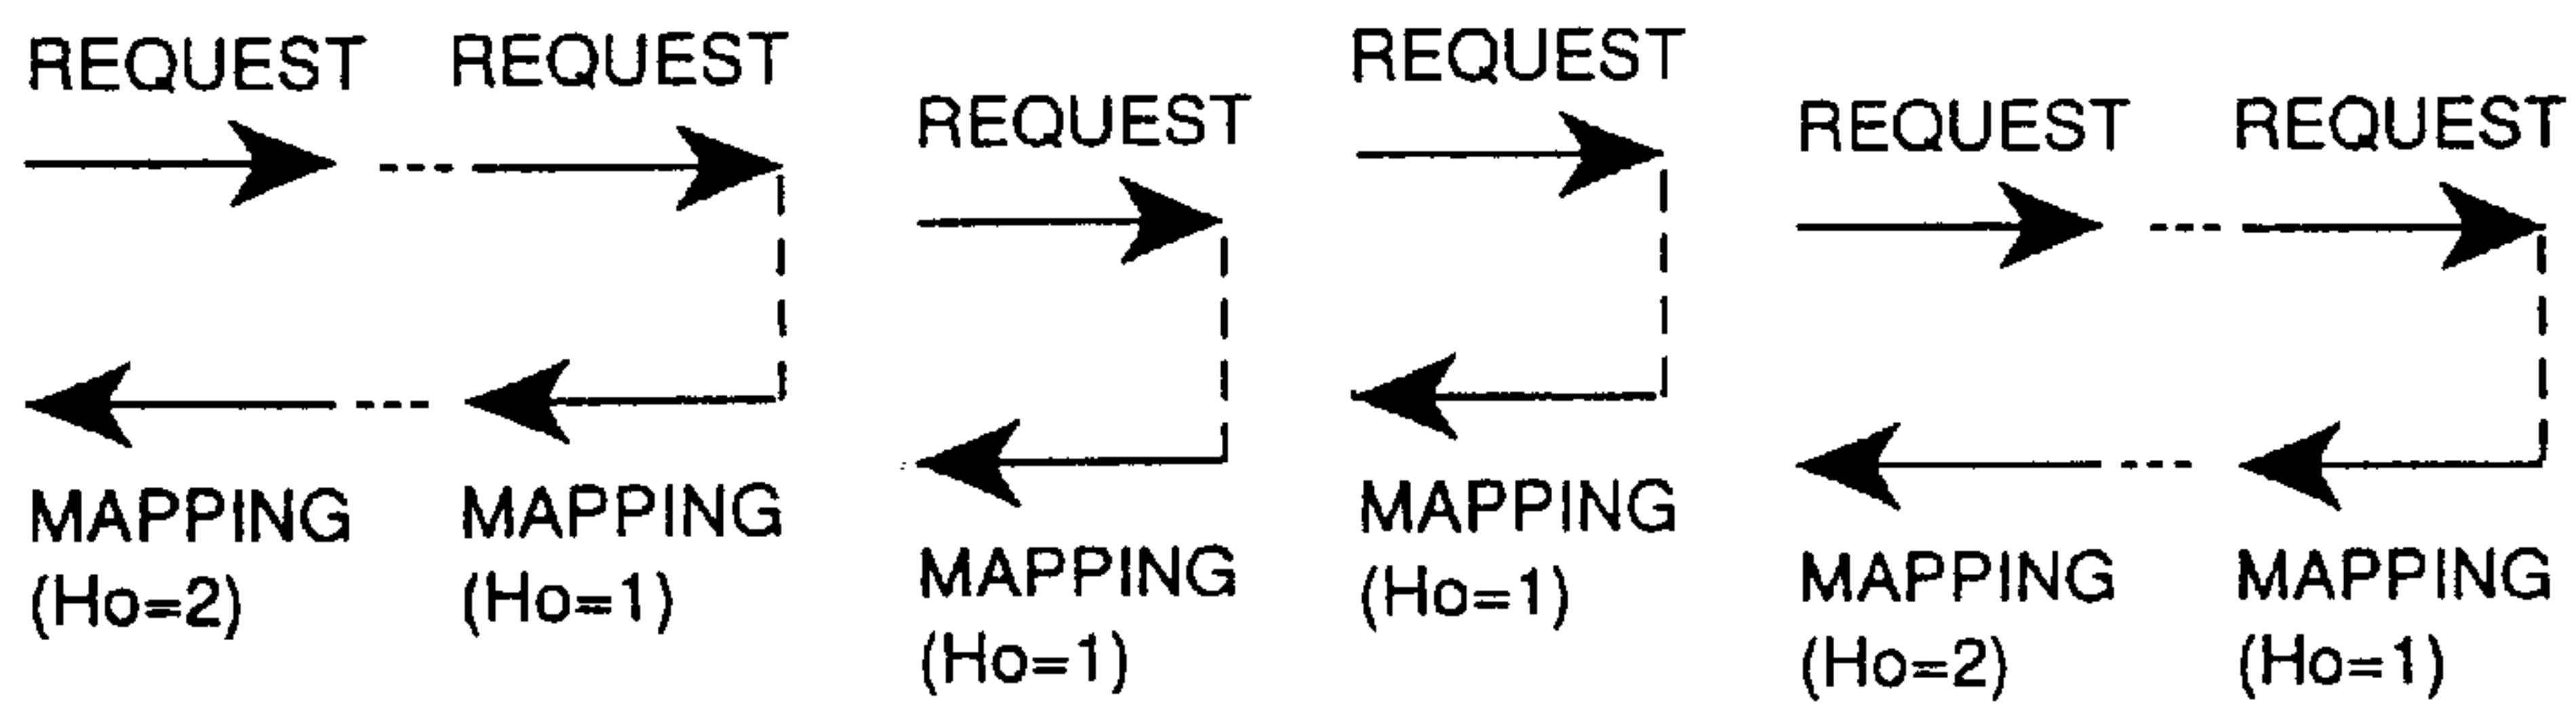 REQUEST REQUEST
REQUEST
REQUEST
REQUEST REQUEST
MAPPING
(Ho=2)
MAPPING
(Ho=1)
MAPPING
(Ho=1)
MAPPING
(Ho=1)
MAPPING
(Ho=2)
MAPPING
(Ho=1)